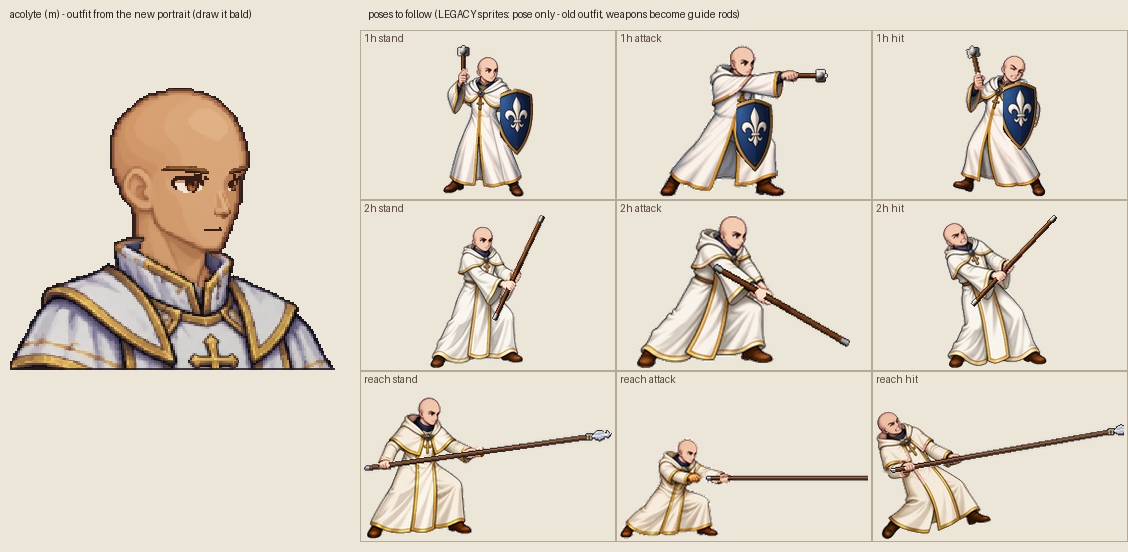 acolyte (m) - outfit from the new portrait (draw it bald)
poses to follow (LEGACY sprites: pose only - old outfit, weapons become guide rods)
1h stand
1h attack
1h hit
2h stand
2h attack
2h hit
reach stand
reach attack
reach hit